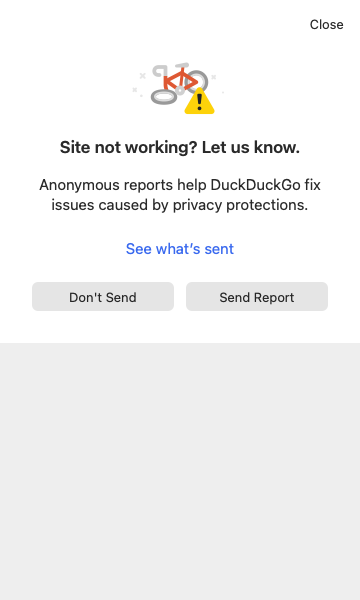 Close
Site not working? Let us know.
Anonymous reports help DuckDuckGo fix
issues caused by privacy protections.
See what’s sent
Don't Send
Send Report